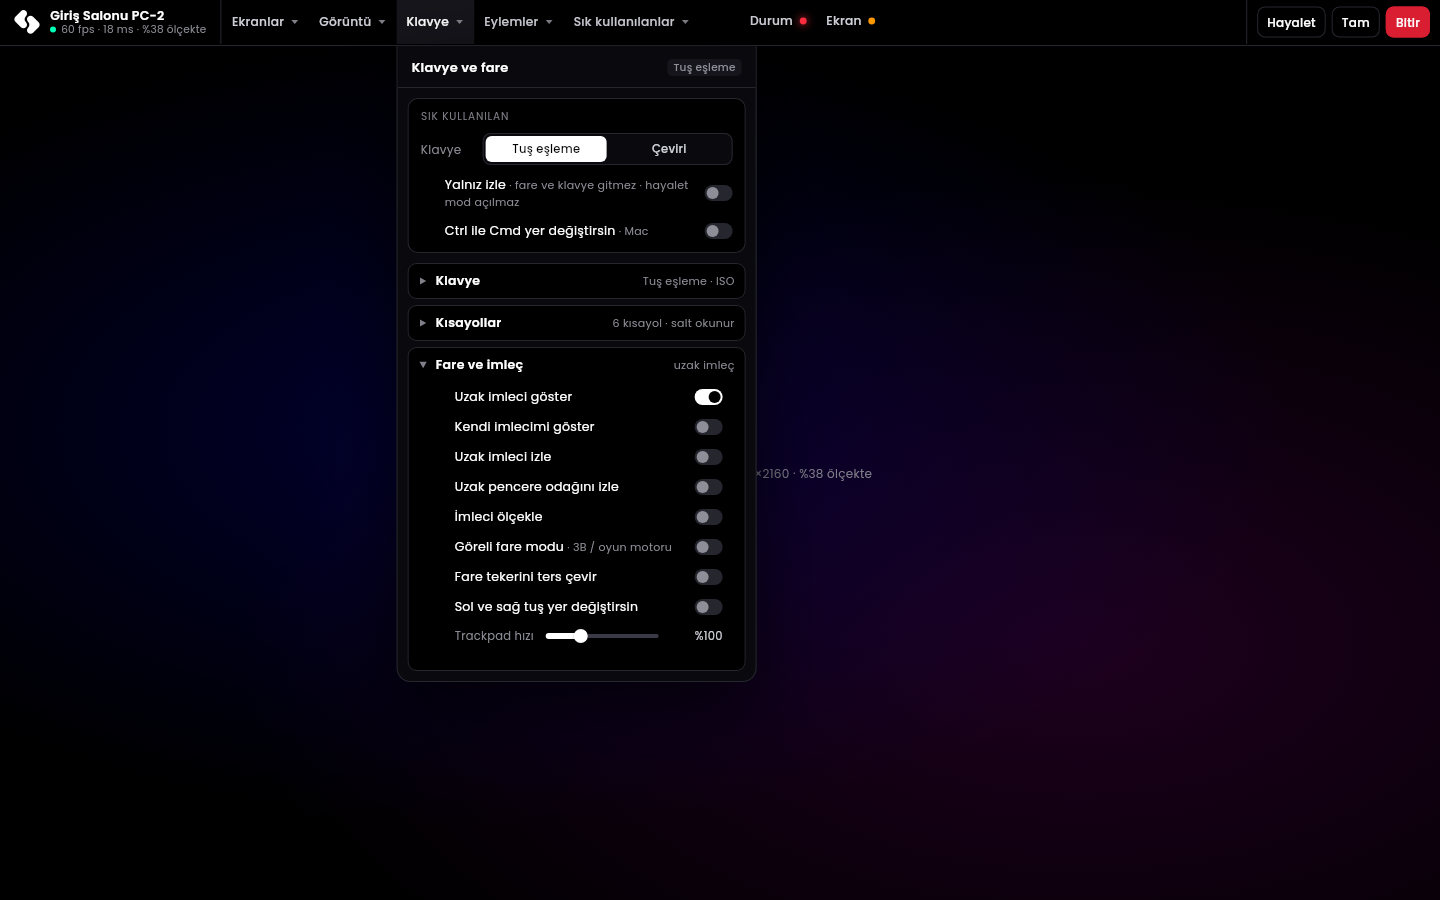 Giriş Salonu PC-2
60 fps · 18 ms · %38 ölçekte
Ekranlar
Görüntü
Klavye
Eylemler
Sık kullanılanlar
Durum
Ekran
Hayalet
Tam
Bitir
Klavye ve fare
Tuş eşleme
SIK KULLANILAN
Klavye
Tuş eşleme
Çeviri
Yalnız izle · fare ve klavye gitmez · hayalet
mod açılmaz
Ctrl ile Cmd yer değiştirsin · Mac
Klavye
Tuş eşleme · ISO
Kısayollar
6 kısayol · salt okunur
Fare ve imleç
uzak imleç
Uzak imleci göster
Kendi imlecimi göster
Uzak imleci izle
×2160 · %38 ölçekte
Uzak pencere odağını izle
İmleci ölçekle
Göreli fare modu · 3B / oyun motoru
Fare tekerini ters çevir
Sol ve sağ tuş yer değiştirsin
Trackpad hızı
%100